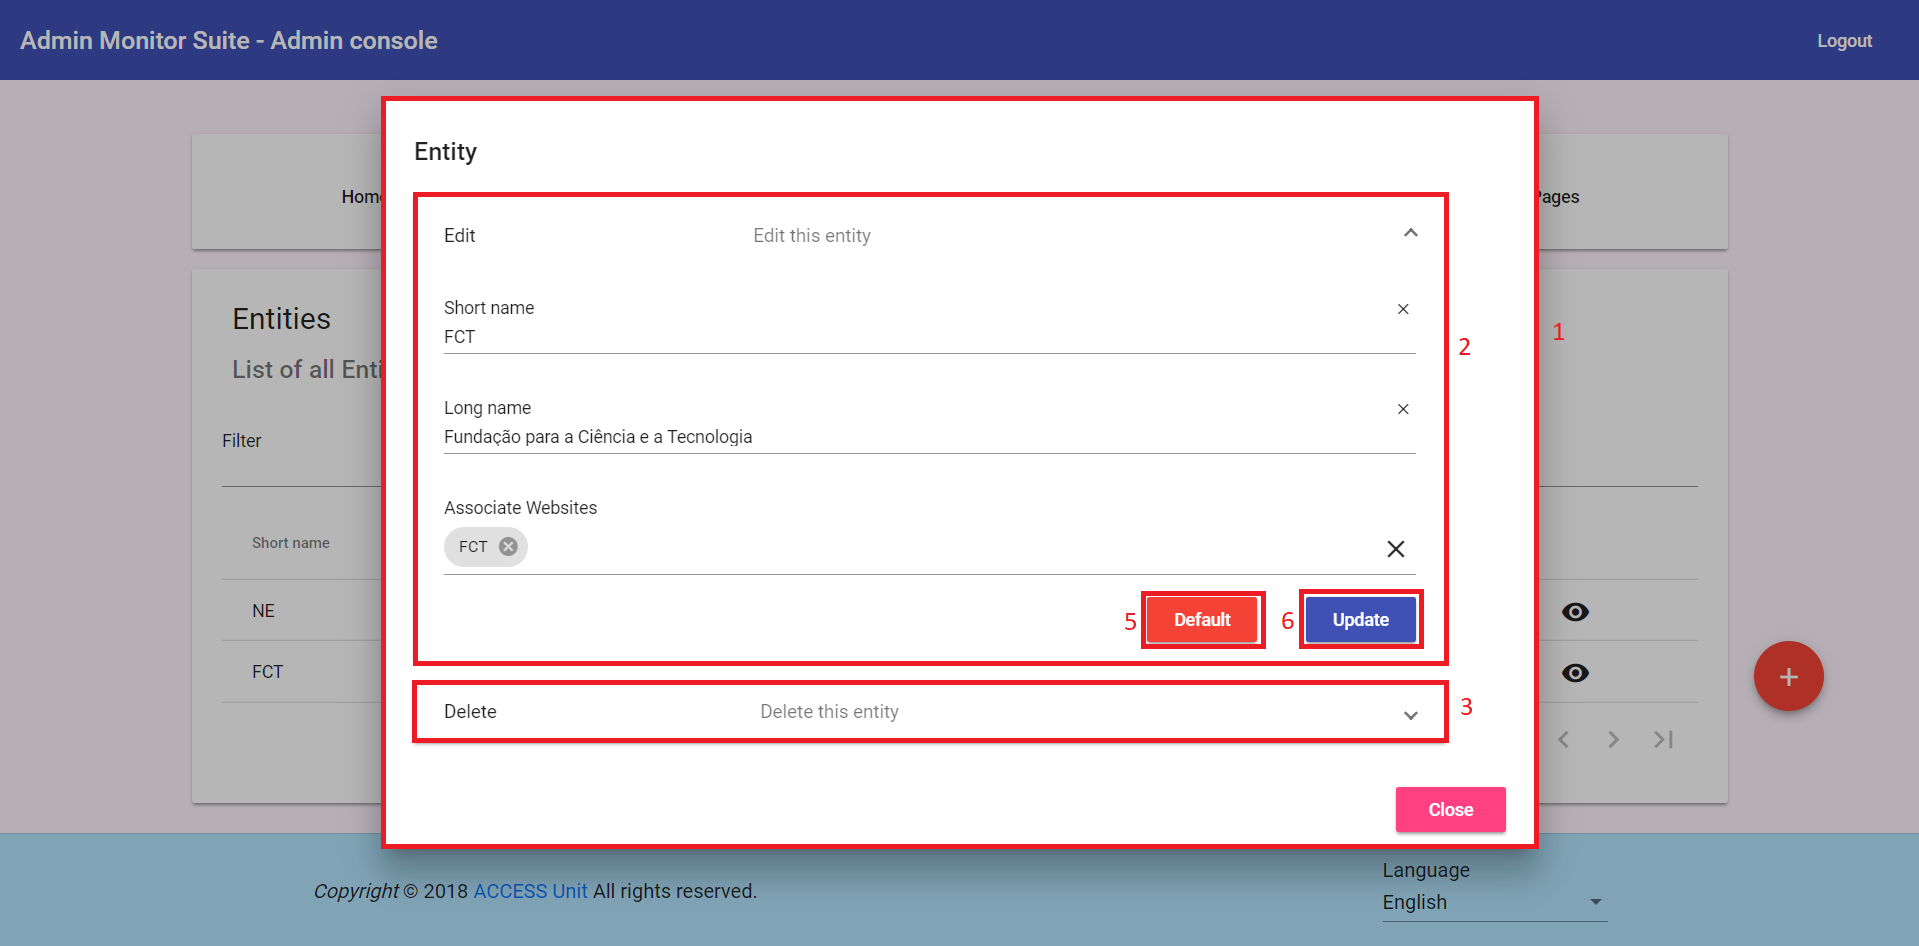 Admin Monitor Suite - Admin console
Logout
Home
Pages
Entity
Edit
Edit this entity
Short name
FCT
Long name
Fundação para a Ciência e a Tecnologia
Associate Websites
FCT
5
Default
6
Update
2
1
Delete
Delete this entity
3
Close
Entities
List of all Enti
Filter
Short name
NE
FCT
Copyright © 2018 ACCESS Unit All rights reserved.
Language
English